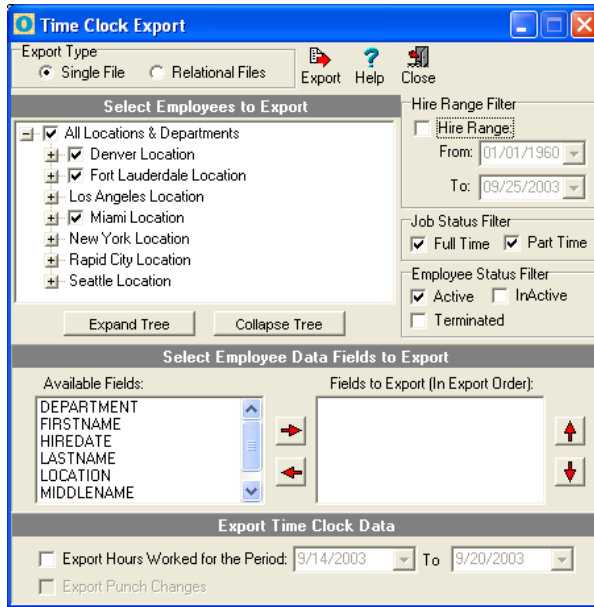 Time Clock Export
Export Type
Single File Relational Files
Export Help Close
Select Employees to Export
All Locations & Departments
Denver Location
Fort Lauderdale Location
Los Angeles Location
Miami Location
New York Location
Rapid City Location
Seattle Location
Expand Tree Collapse Tree
Hire Range Filter
Hire Range:
From: 01/01/1960
To: 09/25/2003
Job Status Filter
Full Time Part Time
Employee Status Filter
Active InActive
Terminated
Select Employee Data Fields to Export
Available Fields:
DEPARTMENT
FIRSTNAME
HIREDATE
LASTNAME
LOCATION
MIDDLENAME
Fields to Export (In Export Order):
Export Time Clock Data
Export Hours Worked for the Period: 9/14/2003 To 9/20/2003
Export Punch Changes